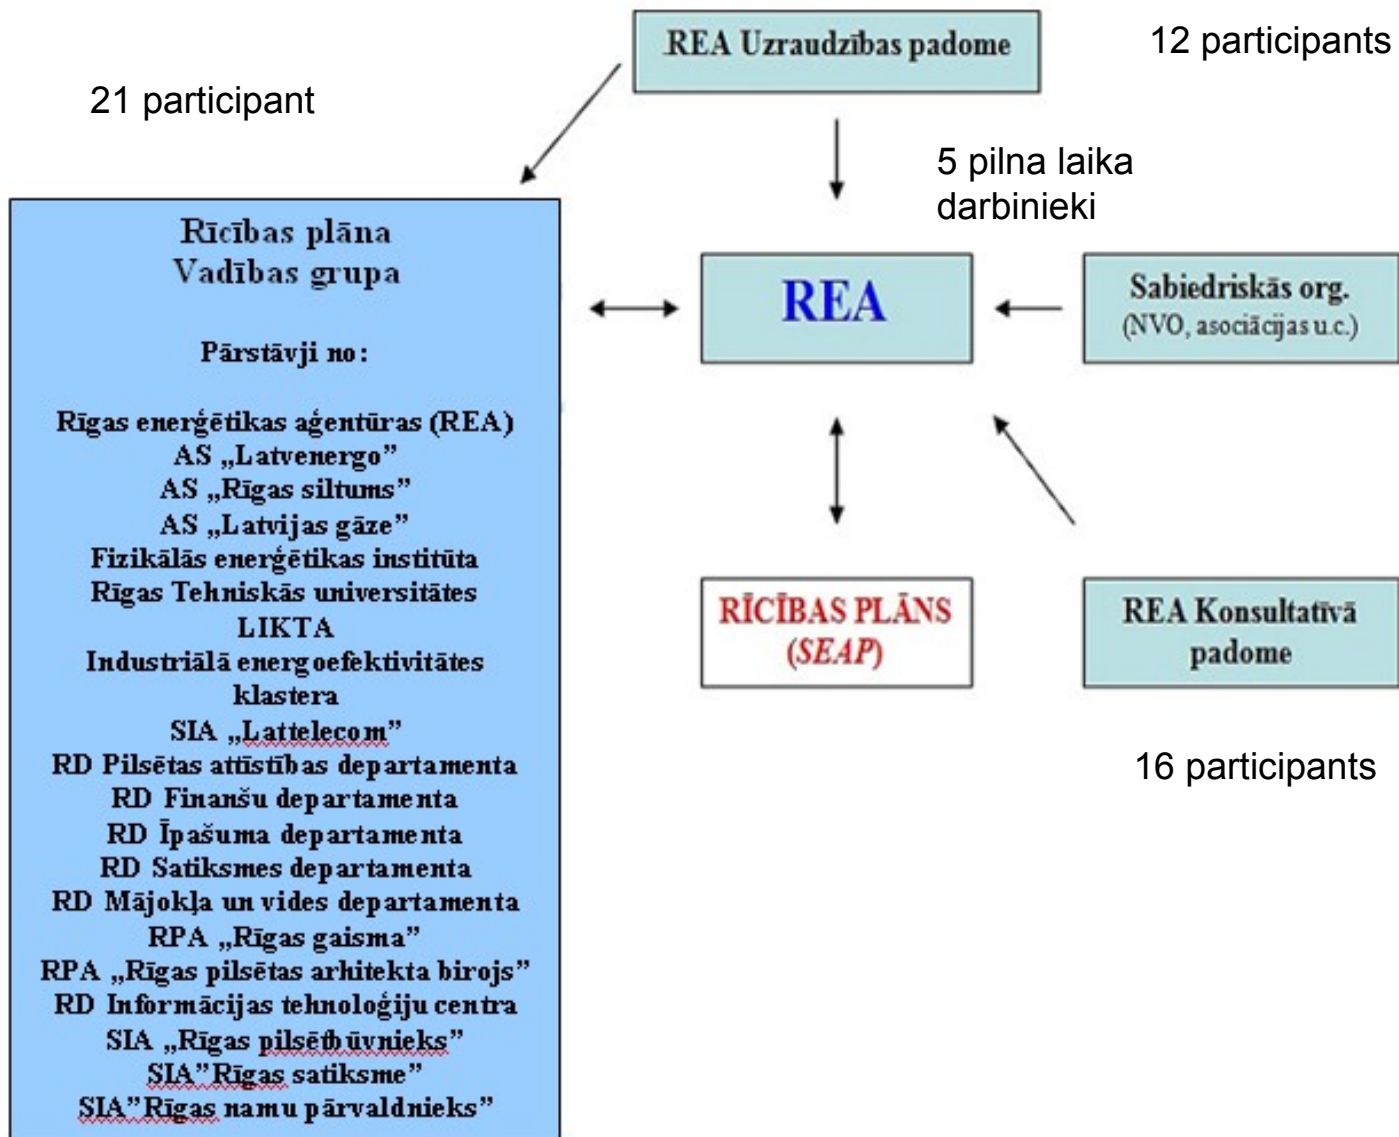 REA Uzraudzības padome
12 participants
21 participant
5 pilna laika
darbinieki
Rīcības plāna
Vadības grupa
Pārstāvji no:
Rīgas enerģētikas aģentūras (REA)
AS „Latvenergo”
AS „Rīgas siltums”
AS „Latvijas gāze”
Fizikālās enerģētikas institūta
Rīgas Tehniskās universitātes
LIKTA
Industriālā energoefektivitātes
klastera
SIA „Lattelecom”
RD Pilsētas attīstības departamenta
RD Finanšu departamenta
RD Īpašuma departamenta
RD Satiksmes departamenta
RD Mājokļa un vides departamenta
RPA „Rīgas gaisma”
RPA „Rīgas pilsētas arhitekta birojs”
RD Informācijas tehnoloģiju centra
SIA „Rīgas pilsētbūvnieks”
SIA”Rīgas satiksme”
SIA”Rīgas namu pārvaldnieks”
REA
Sabiedriskās org.
(NVO, asociācijas u.c.)
RĪCĪBAS PLĀNS
(SEAP)
REA Konsultatīvā
padome
16 participants